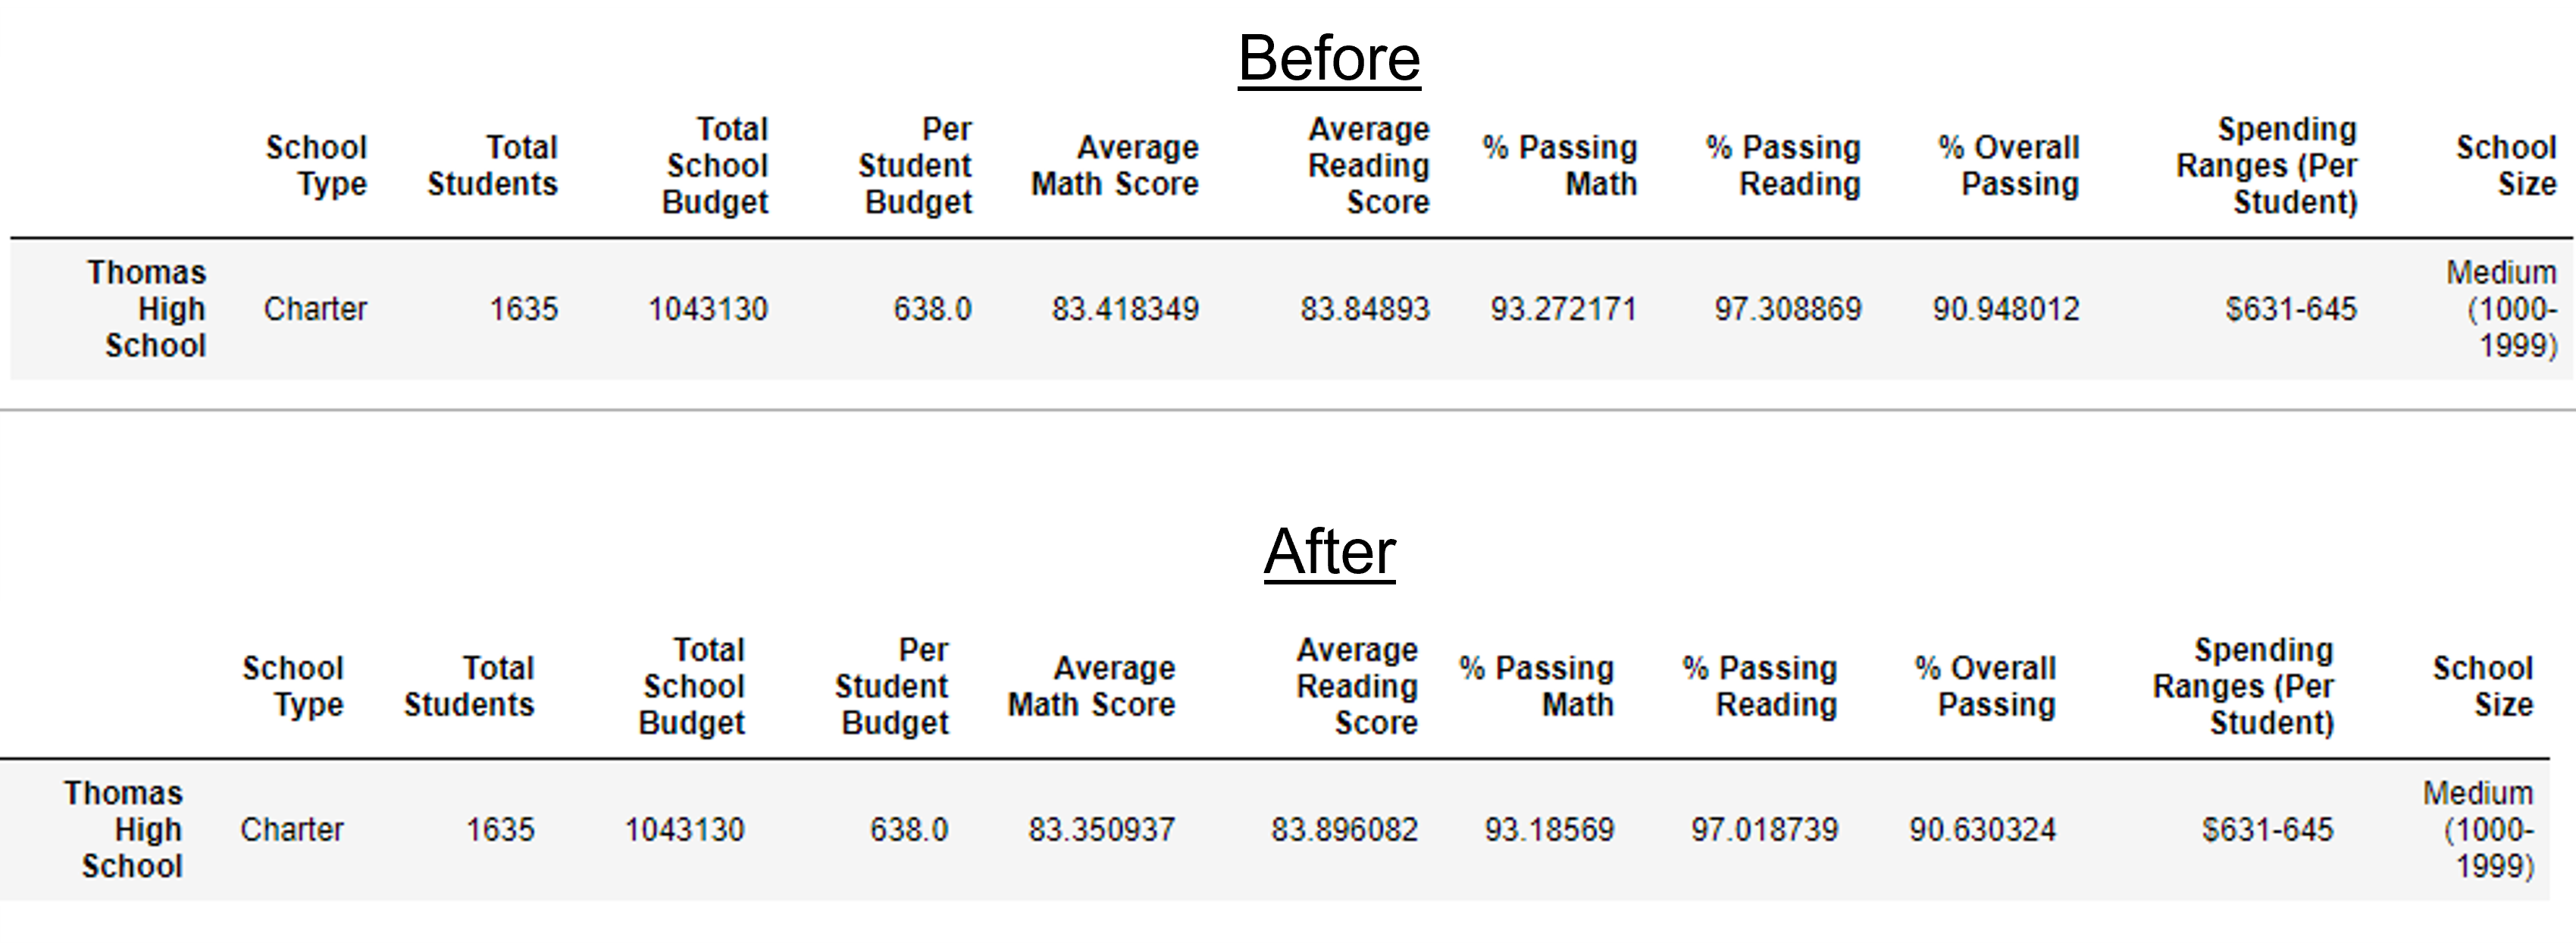 Before
School Type Total Students Total School Budget Per Student Budget Average Math Score Average Reading Score % Passing Math % Passing Reading % Overall Passing Spending Ranges (Per Student) School Size
Thomas High School Charter 1635 1043130 638.0 83.418349 83.84893 93.272171 97.308869 90.948012 $631-645 Medium (1000-1999)
After
School Type Total Students Total School Budget Per Student Budget Average Math Score Average Reading Score % Passing Math % Passing Reading % Overall Passing Spending Ranges (Per Student) School Size
Thomas High School Charter 1635 1043130 638.0 83.350937 83.896082 93.18569 97.018739 90.630324 $631-645 Medium (1000-1999)